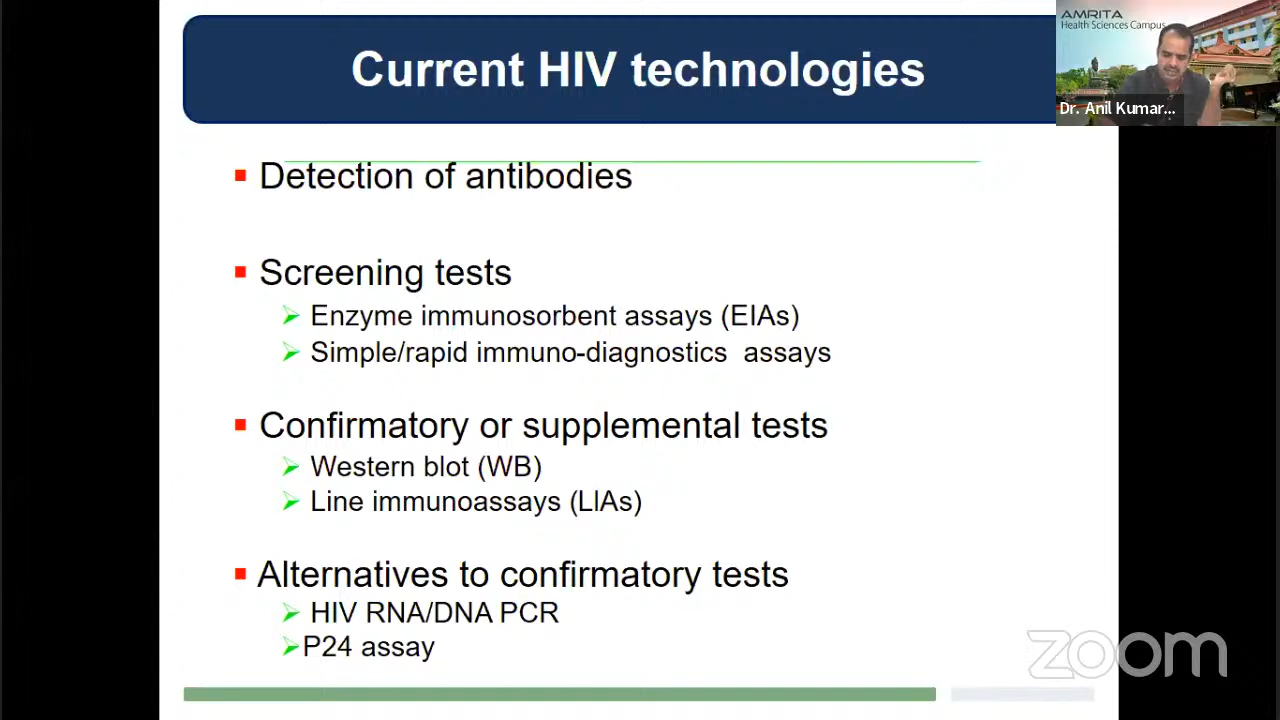 Current HIV technologies
AMRITA
Health Sciences Campus
Dr. Anil Kumar...
Detection of antibodies
Screening tests
Enzyme immunosorbent assays (EIAs)
Simple/rapid immuno-diagnostics assays
Confirmatory or supplemental tests
Western blot (WB)
Line immunoassays (LIAs)
Alternatives to confirmatory tests
HIV RNA/DNA PCR
P24 assay
zoom